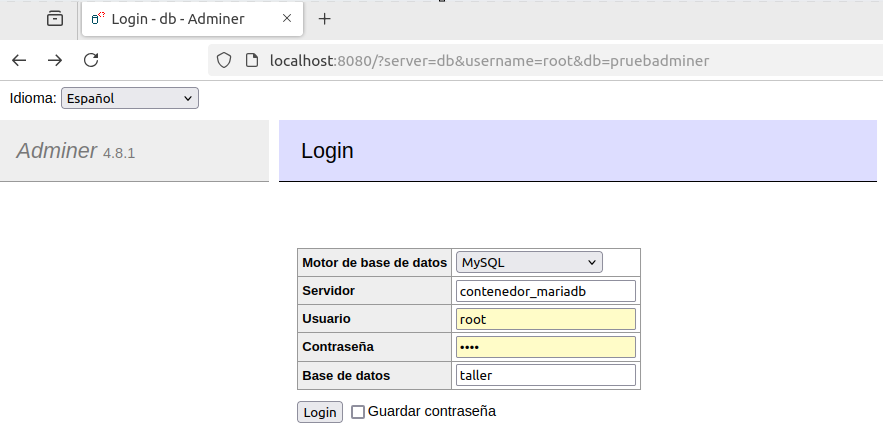 Login - db - Adminer
localhost:8080/?server=db&username=root&db=pruebadminer
Idioma: Español
Adminer 4.8.1
Login
Motor de base de datos MySQL
Servidor contenedor_mariadb
Usuario root
Contraseña ••••
Base de datos taller
Login Guardar contraseña